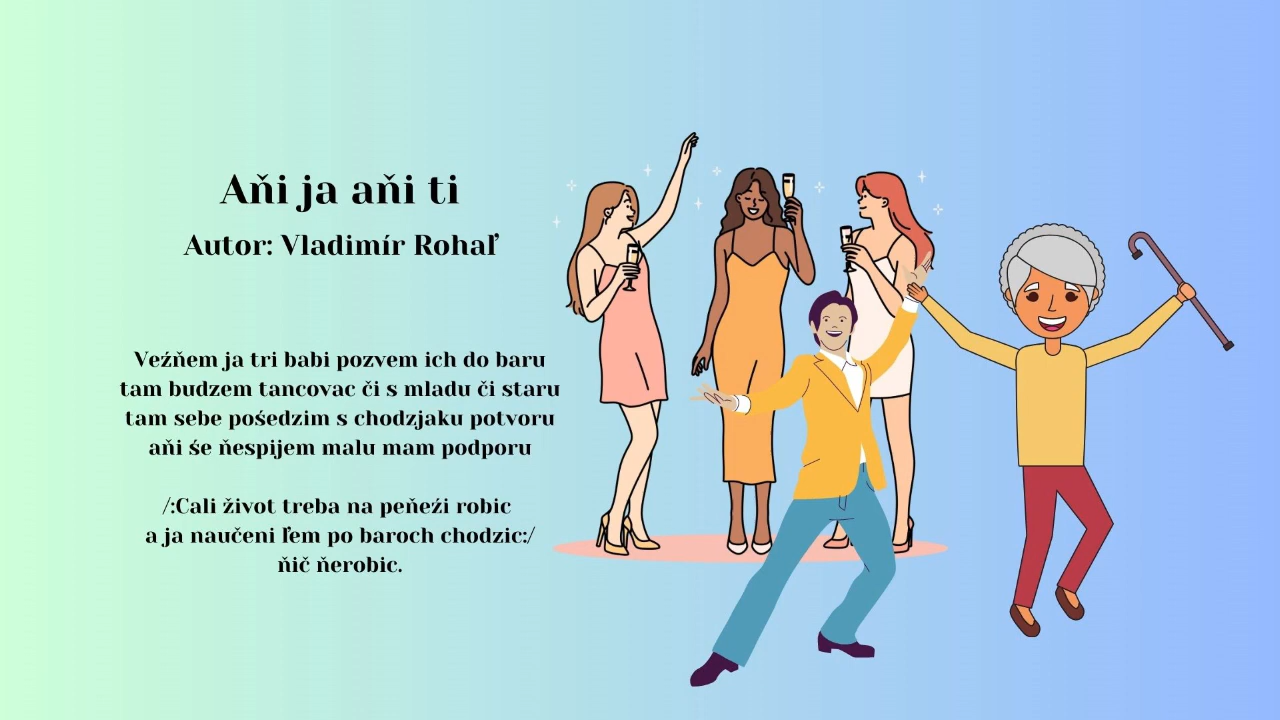 Aňi ja aňi ti
Autor: Vladimír Rohaľ
Veźňem ja tri babi pozvem ich do baru
tam budzem tancovac či s mladu či staru
tam sebe pośedzim s chodzjaku potvoru
aňi śe ňespijem malu mam podporu
/:Cali život treba na peňeźi robic
a ja naučeni ľem po baroch chodzic:/
ňič ňerobic.